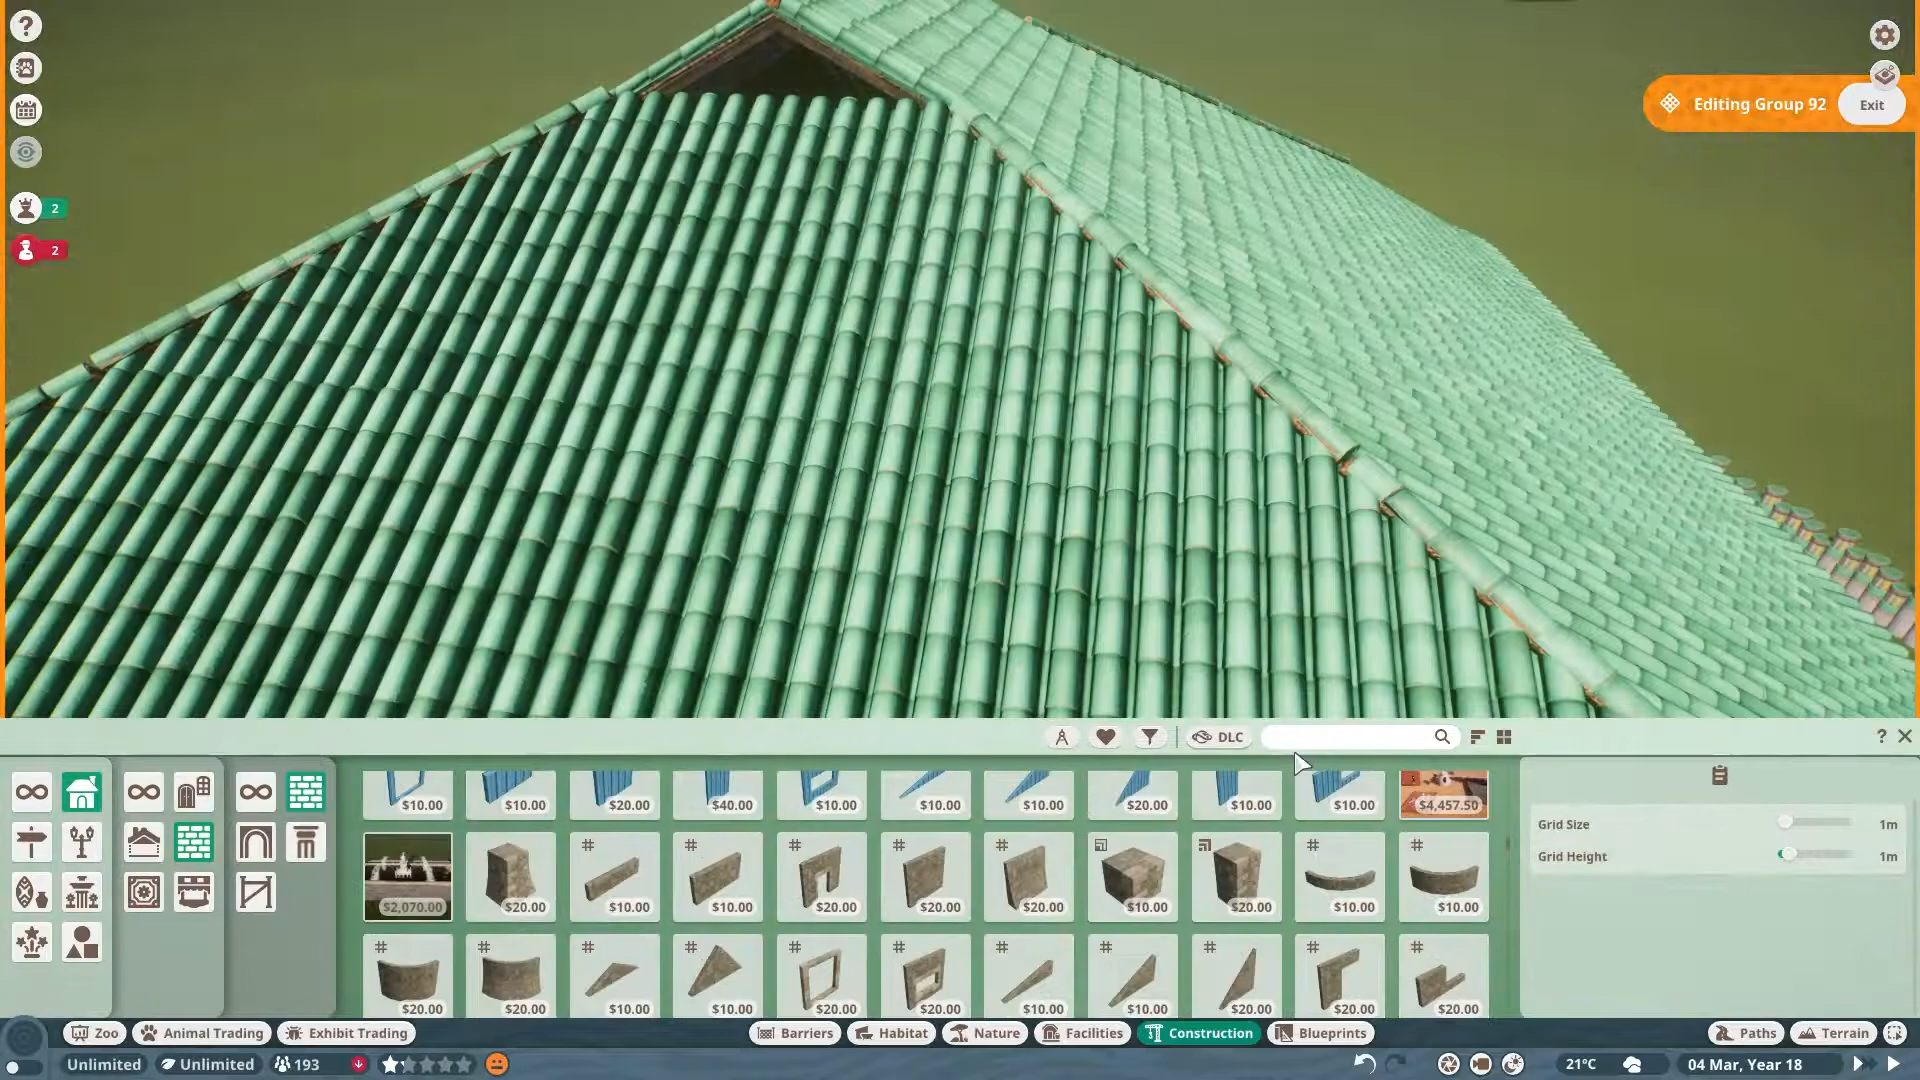 ?
2
2
Editing Group 92
Exit
DLC
?
$10.00 $10.00 $20.00 $40.00 $10.00 $10.00 $10.00 $20.00 $10.00 $10.00 $4,457.50
$2,070.00 $20.00 $10.00 $10.00 $20.00 $20.00 $20.00 $10.00 $20.00 $10.00 $10.00
$20.00 $20.00 $10.00 $10.00 $20.00 $20.00 $10.00 $10.00 $20.00 $20.00 $20.00
Grid Size 1m
Grid Height 1m
Zoo Animal Trading Exhibit Trading Barriers Habitat Nature Facilities Construction Blueprints Paths Terrain
Unlimited Unlimited 193 21°C 04 Mar, Year 18